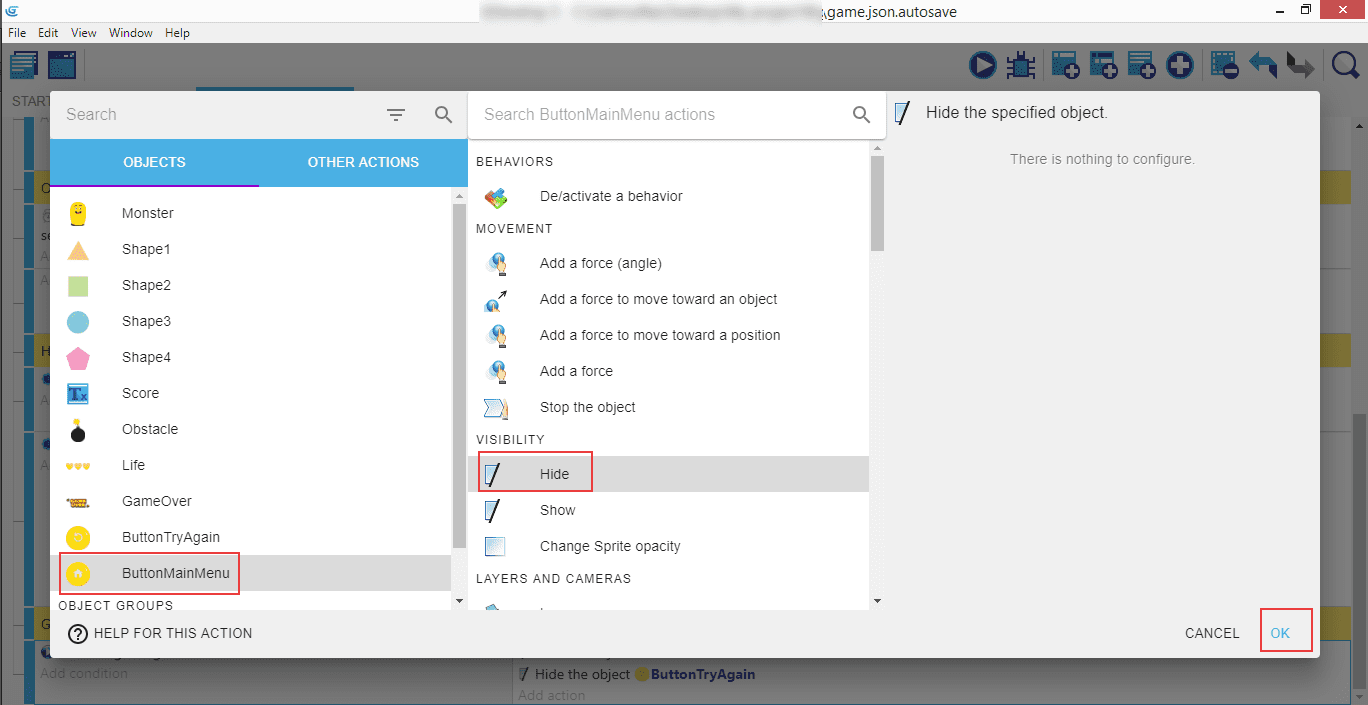 \game.json.autosave
File Edit View Window Help
START
Search
Search ButtonMainMenu actions
Hide the specified object.
There is nothing to configure.
OBJECTS OTHER ACTIONS
Monster
Shape1
Shape2
Shape3
Shape4
Score
Obstacle
Life
GameOver
ButtonTryAgain
ButtonMainMenu
OBJECT GROUPS
BEHAVIORS
De/activate a behavior
MOVEMENT
Add a force (angle)
Add a force to move toward an object
Add a force to move toward a position
Add a force
Stop the object
VISIBILITY
Hide
Show
Change Sprite opacity
LAYERS AND CAMERAS
? HELP FOR THIS ACTION
CANCEL OK
Add condition
Hide the object ButtonTryAgain
Add action